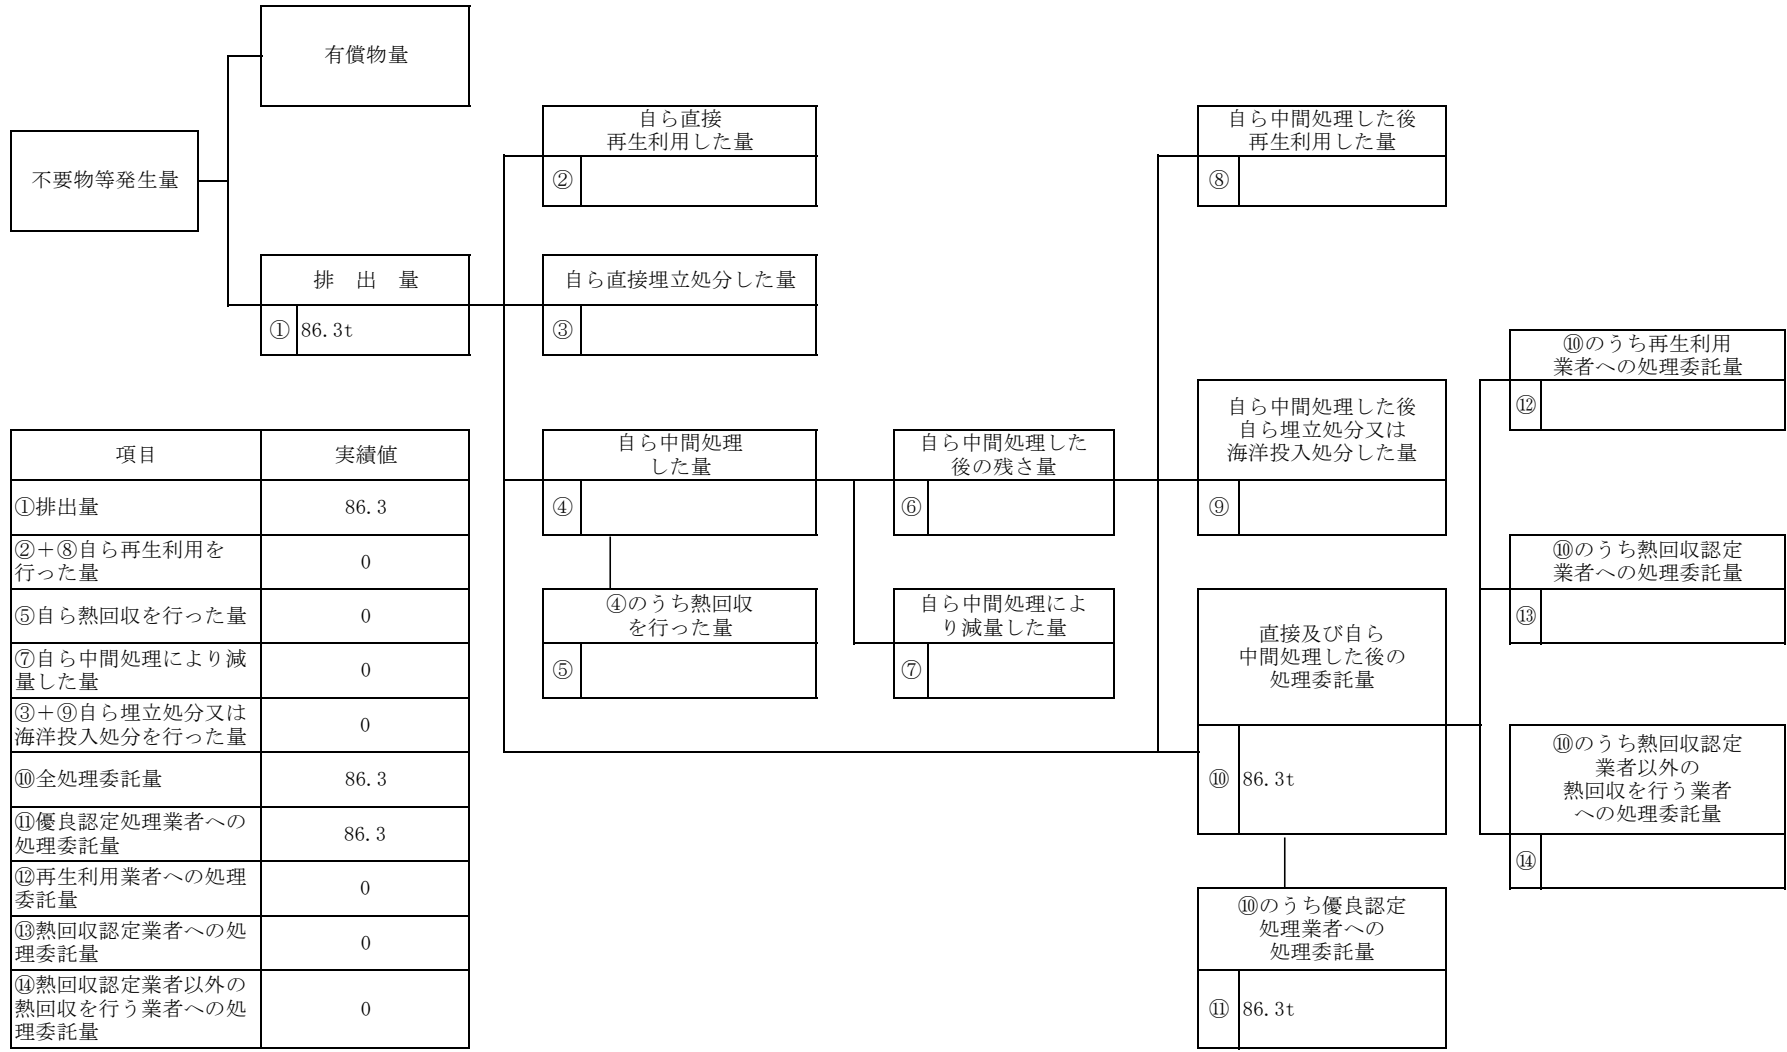 有償物量
不要物等発生量
排　出　量
① 86.3t
自ら直接
再生利用した量
②
自ら直接埋立処分した量
③
自ら中間処理
した量
④
④のうち熱回収
を行った量
⑤
自ら中間処理した
後の残さ量
⑥
自ら中間処理によ
り減量した量
⑦
自ら中間処理した後
再生利用した量
⑧
自ら中間処理した後
自ら埋立処分又は
海洋投入処分した量
⑨
直接及び自ら
中間処理した後の
処理委託量
⑩ 86.3t
⑩のうち優良認定
処理業者への
処理委託量
⑪ 86.3t
⑩のうち再生利用
業者への処理委託量
⑫
⑩のうち熱回収認定
業者への処理委託量
⑬
⑩のうち熱回収認定
業者以外の
熱回収を行う業者
への処理委託量
⑭
項目 実績値
①排出量 86.3
②＋⑧自ら再生利用を
行った量 0
⑤自ら熱回収を行った量 0
⑦自ら中間処理により減
量した量 0
③＋⑨自ら埋立処分又は
海洋投入処分を行った量 0
⑩全処理委託量 86.3
⑪優良認定処理業者への
処理委託量 86.3
⑫再生利用業者への処理
委託量 0
⑬熱回収認定業者への処
理委託量 0
⑭熱回収認定業者以外の
熱回収を行う業者への処
理委託量 0